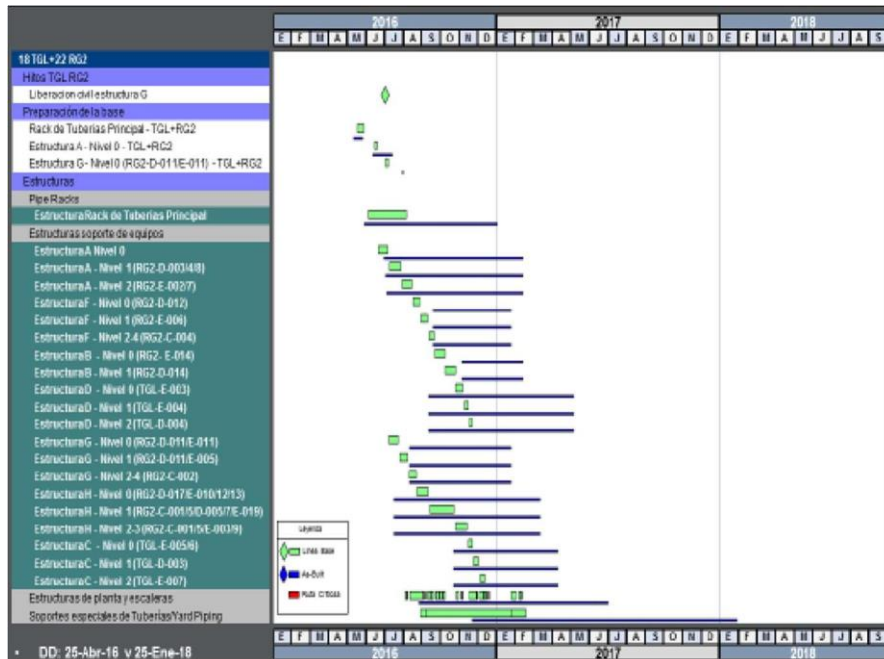 2016 2017 2018
E F M A M J J A S O N D E F M A M J J A S O N D E F M A M J J A S
18 TGL+22 RG2
Hitos TGL RG2
Liberacion civil estructura G
Preparación de la base
Rack de Tuberías Principal - TGL+RG2
Estructura A - Nivel 0 - TGL+RG2
Estructura G - Nivel 0 (RG2-D-011/E-011) - TGL+RG2
Estructuras
Pipe Racks
Estructura Rack de Tuberías Principal
Estructuras soporte de equipos
Estructura A Nivel 0
Estructura A - Nivel 1 (RG2-D-003/4/8)
Estructura A - Nivel 2 (RG2-E-002/7)
Estructura F - Nivel 0 (RG2-D-012)
Estructura F - Nivel 1 (RG2-E-006)
Estructura F - Nivel 2-4 (RG2-C-004)
Estructura B - Nivel 0 (RG2- E-014)
Estructura B - Nivel 1 (RG2-D-014)
Estructura D - Nivel 0 (TGL-E-003)
Estructura D - Nivel 1 (TGL-E-004)
Estructura D - Nivel 2 (TGL-D-004)
Estructura G - Nivel 0 (RG2-D-011/E-011)
Estructura G - Nivel 1 (RG2-D-011/E-005)
Estructura G - Nivel 2-4 (RG2-C-002)
Estructura H - Nivel 0 (RG2-D-017/E-010/12/13)
Estructura H - Nivel 1 (RG2-C-001/5/D-005/7/E-019)
Estructura H - Nivel 2-3 (RG2-C-001/5/E-003/9)
Estructura C - Nivel 0 (TGL-E-005/6)
Estructura C - Nivel 1 (TGL-D-003)
Estructura C - Nivel 2 (TGL-E-007)
Estructuras de planta y escaleras
Soportes especiales de Tuberías/Yard Piping
Leyenda
Línea Base
As-Built
Ruta Crítica
E F M A M J J A S O N D E F M A M J J A S O N D E F M A M J J A S
2016 2017 2018
• DD: 25-Abr-16 v 25-Ene-18